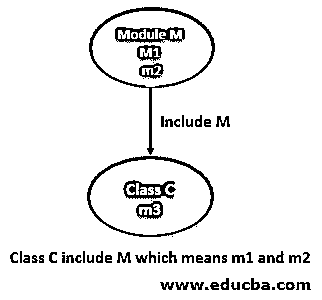 Module M
M1
m2
Include M
Class C
m3
Class C include M which means m1 and m2
www.educba.com